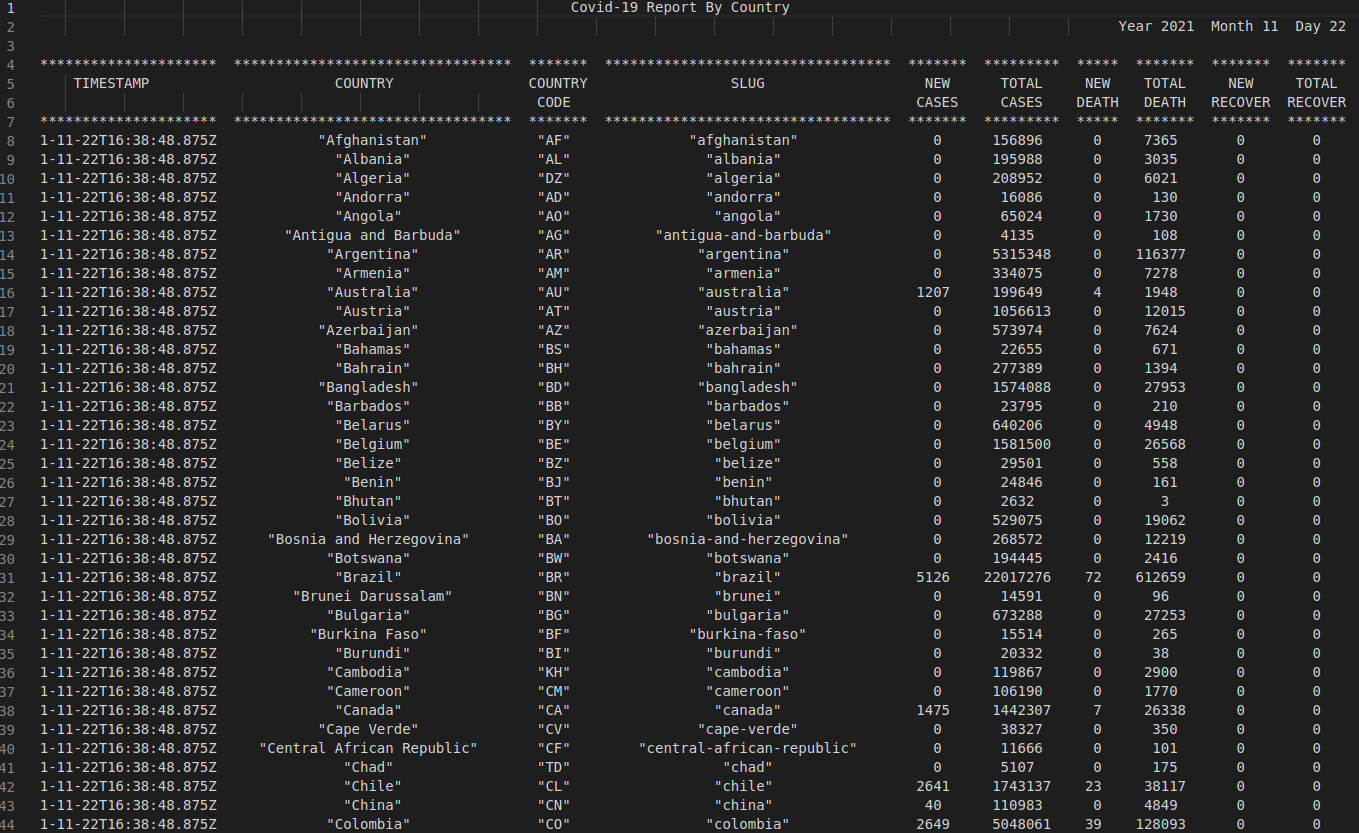 1 Covid-19 Report By Country
2 Year 2021 Month 11 Day 22
3
4 ********************* ********************************* ******* ********************************** ******* ********* ***** ******* ******* *******
5 TIMESTAMP COUNTRY COUNTRY SLUG NEW TOTAL NEW TOTAL NEW TOTAL
6 CODE CASES CASES DEATH DEATH RECOVER RECOVER
7 ********************* ********************************* ******* ********************************** ******* ********* ***** ******* ******* *******
8 1-11-22T16:38:48.875Z "Afghanistan" "AF" "afghanistan" 0 156896 0 7365 0 0
9 1-11-22T16:38:48.875Z "Albania" "AL" "albania" 0 195988 0 3035 0 0
10 1-11-22T16:38:48.875Z "Algeria" "DZ" "algeria" 0 208952 0 6021 0 0
11 1-11-22T16:38:48.875Z "Andorra" "AD" "andorra" 0 16086 0 130 0 0
12 1-11-22T16:38:48.875Z "Angola" "AO" "angola" 0 65024 0 1730 0 0
13 1-11-22T16:38:48.875Z "Antigua and Barbuda" "AG" "antigua-and-barbuda" 0 4135 0 108 0 0
14 1-11-22T16:38:48.875Z "Argentina" "AR" "argentina" 0 5315348 0 116377 0 0
15 1-11-22T16:38:48.875Z "Armenia" "AM" "armenia" 0 334075 0 7278 0 0
16 1-11-22T16:38:48.875Z "Australia" "AU" "australia" 1207 199649 4 1948 0 0
17 1-11-22T16:38:48.875Z "Austria" "AT" "austria" 0 1056613 0 12015 0 0
18 1-11-22T16:38:48.875Z "Azerbaijan" "AZ" "azerbaijan" 0 573974 0 7624 0 0
19 1-11-22T16:38:48.875Z "Bahamas" "BS" "bahamas" 0 22655 0 671 0 0
20 1-11-22T16:38:48.875Z "Bahrain" "BH" "bahrain" 0 277389 0 1394 0 0
21 1-11-22T16:38:48.875Z "Bangladesh" "BD" "bangladesh" 0 1574088 0 27953 0 0
22 1-11-22T16:38:48.875Z "Barbados" "BB" "barbados" 0 23795 0 210 0 0
23 1-11-22T16:38:48.875Z "Belarus" "BY" "belarus" 0 640206 0 4948 0 0
24 1-11-22T16:38:48.875Z "Belgium" "BE" "belgium" 0 1581500 0 26568 0 0
25 1-11-22T16:38:48.875Z "Belize" "BZ" "belize" 0 29501 0 558 0 0
26 1-11-22T16:38:48.875Z "Benin" "BJ" "benin" 0 24846 0 161 0 0
27 1-11-22T16:38:48.875Z "Bhutan" "BT" "bhutan" 0 2632 0 3 0 0
28 1-11-22T16:38:48.875Z "Bolivia" "BO" "bolivia" 0 529075 0 19062 0 0
29 1-11-22T16:38:48.875Z "Bosnia and Herzegovina" "BA" "bosnia-and-herzegovina" 0 268572 0 12219 0 0
30 1-11-22T16:38:48.875Z "Botswana" "BW" "botswana" 0 194445 0 2416 0 0
31 1-11-22T16:38:48.875Z "Brazil" "BR" "brazil" 5126 22017276 72 612659 0 0
32 1-11-22T16:38:48.875Z "Brunei Darussalam" "BN" "brunei" 0 14591 0 96 0 0
33 1-11-22T16:38:48.875Z "Bulgaria" "BG" "bulgaria" 0 673288 0 27253 0 0
34 1-11-22T16:38:48.875Z "Burkina Faso" "BF" "burkina-faso" 0 15514 0 265 0 0
35 1-11-22T16:38:48.875Z "Burundi" "BI" "burundi" 0 20332 0 38 0 0
36 1-11-22T16:38:48.875Z "Cambodia" "KH" "cambodia" 0 119867 0 2900 0 0
37 1-11-22T16:38:48.875Z "Cameroon" "CM" "cameroon" 0 106190 0 1770 0 0
38 1-11-22T16:38:48.875Z "Canada" "CA" "canada" 1475 1442307 7 26338 0 0
39 1-11-22T16:38:48.875Z "Cape Verde" "CV" "cape-verde" 0 38327 0 350 0 0
40 1-11-22T16:38:48.875Z "Central African Republic" "CF" "central-african-republic" 0 11666 0 101 0 0
41 1-11-22T16:38:48.875Z "Chad" "TD" "chad" 0 5107 0 175 0 0
42 1-11-22T16:38:48.875Z "Chile" "CL" "chile" 2641 1743137 23 38117 0 0
43 1-11-22T16:38:48.875Z "China" "CN" "china" 40 110983 0 4849 0 0
44 1-11-22T16:38:48.875Z "Colombia" "CO" "colombia" 2649 5048061 39 128093 0 0